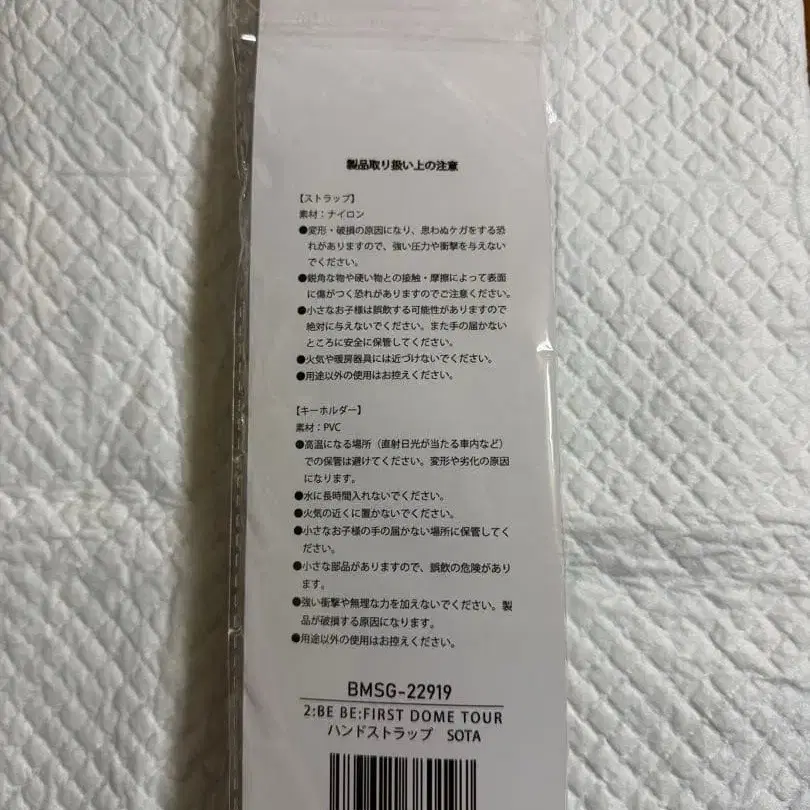 製品取り扱い上の注意
【ストラップ】
素材：ナイロン
●変形・破損の原因になり、思わぬケガをする恐
れがありますので、強い圧力や衝撃を与えない
でください。
●鋭角な物や硬い物との接触・摩擦によって表面
に傷がつく恐れがありますのでご注意ください。
●小さなお子様は誤飲する可能性がありますので
絶対に与えないでください。また手の届かない
ところに安全に保管してください。
●火気や暖房器具には近づけないでください。
●用途以外の使用はお控えください。
【キーホルダー】
素材：PVC
●高温になる場所（直射日光が当たる車内など）
での保管は避けてください。変形や劣化の原因
になります。
●水に長時間入れないでください。
●火気の近くに置かないでください。
●小さなお子様の手の届かない場所に保管してく
ださい。
●小さな部品がありますので、誤飲の危険があり
ます。
●強い衝撃や無理な力を加えないでください。製
品が破損する原因になります。
●用途以外の使用はお控えください。
BMSG-22919
2:BE BE:FIRST DOME TOUR
ハンドストラップ SOTA